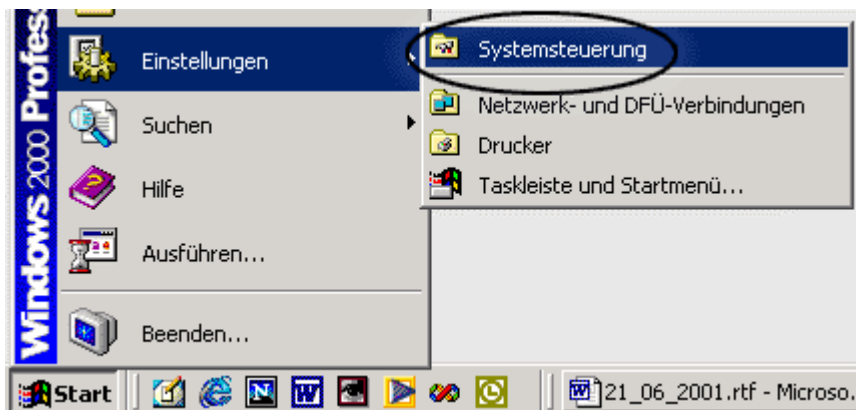 Windows 2000 Profes
Einstellungen
Systemsteuerung
Netzwerk- und DFÜ-Verbindungen
Suchen
Drucker
Hilfe
Taskleiste und Startmenü...
Ausführen...
Beenden...
Start
21_06_2001.rtf - Microso.